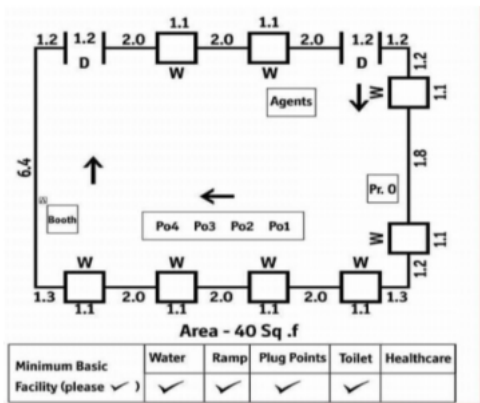 1.1 1.1
1.2 1.2 2.0 2.0 2.0 1.2 1.2
D W W D 1.2
Agents W 1.1
6.4 1.8
Pr. O
Booth
Po4 Po3 Po2 Po1
W 1.1
W W W W 1.2
1.3 2.0 2.0 2.0 1.3
1.1 1.1 1.1 1.1
Area - 40 Sq .f
Minimum Basic Facility (please ✓ ) Water Ramp Plug Points Toilet Healthcare
✓ ✓ ✓ ✓